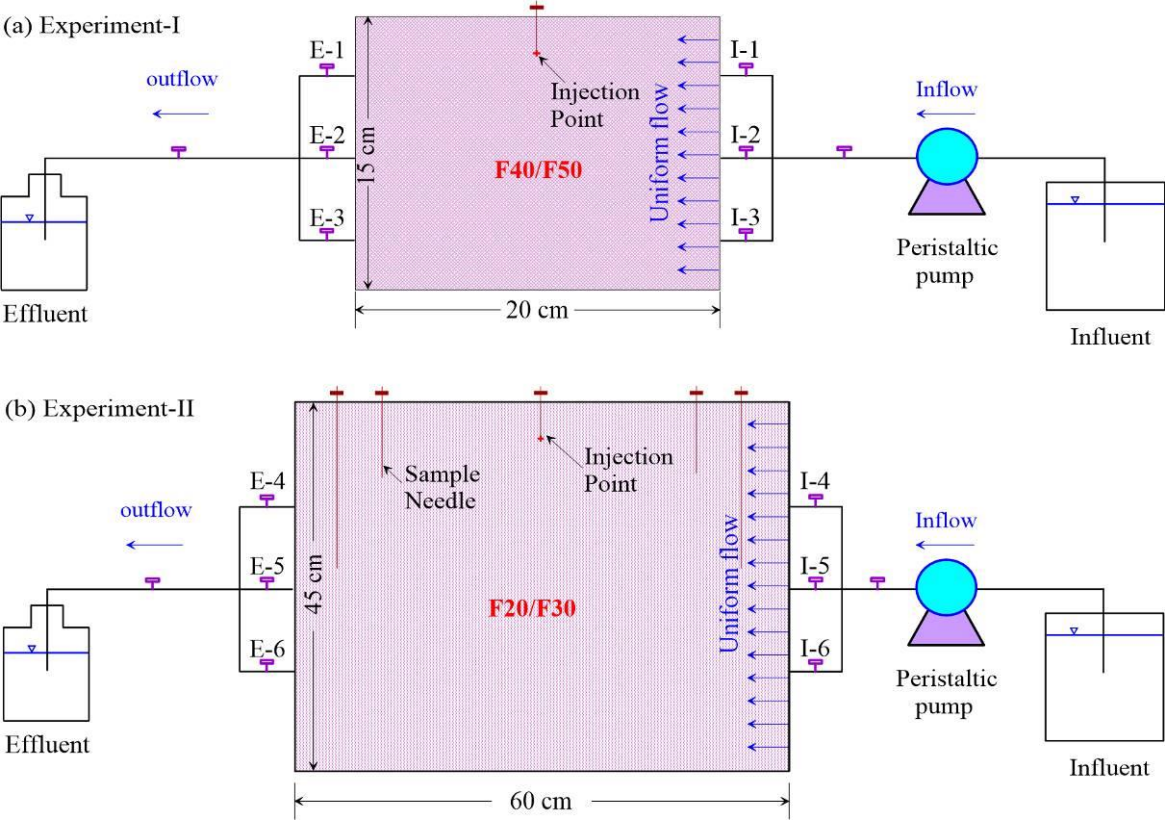 (a) Experiment-I
outflow
E-1
E-2
E-3
15 cm
Injection
Point
F40/F50
Uniform flow
I-1
I-2
I-3
Inflow
Peristaltic
pump
Effluent
20 cm
Influent
(b) Experiment-II
outflow
E-4
E-5
E-6
45 cm
Sample
Needle
Injection
Point
F20/F30
Uniform flow
I-4
I-5
I-6
Inflow
Peristaltic
pump
Effluent
60 cm
Influent